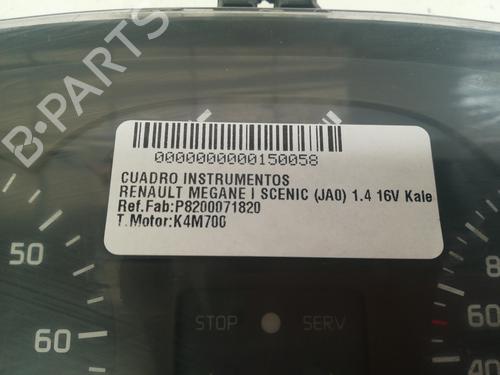 B-PARTS
0000000000150058
CUADRO INSTRUMENTOS
RENAULT MEGANE I SCENIC (JA0) 1.4 16V Kale
Ref.Fab:P8200071820
T.Motor:K4M700
50
60
STOP
SERV
60
40